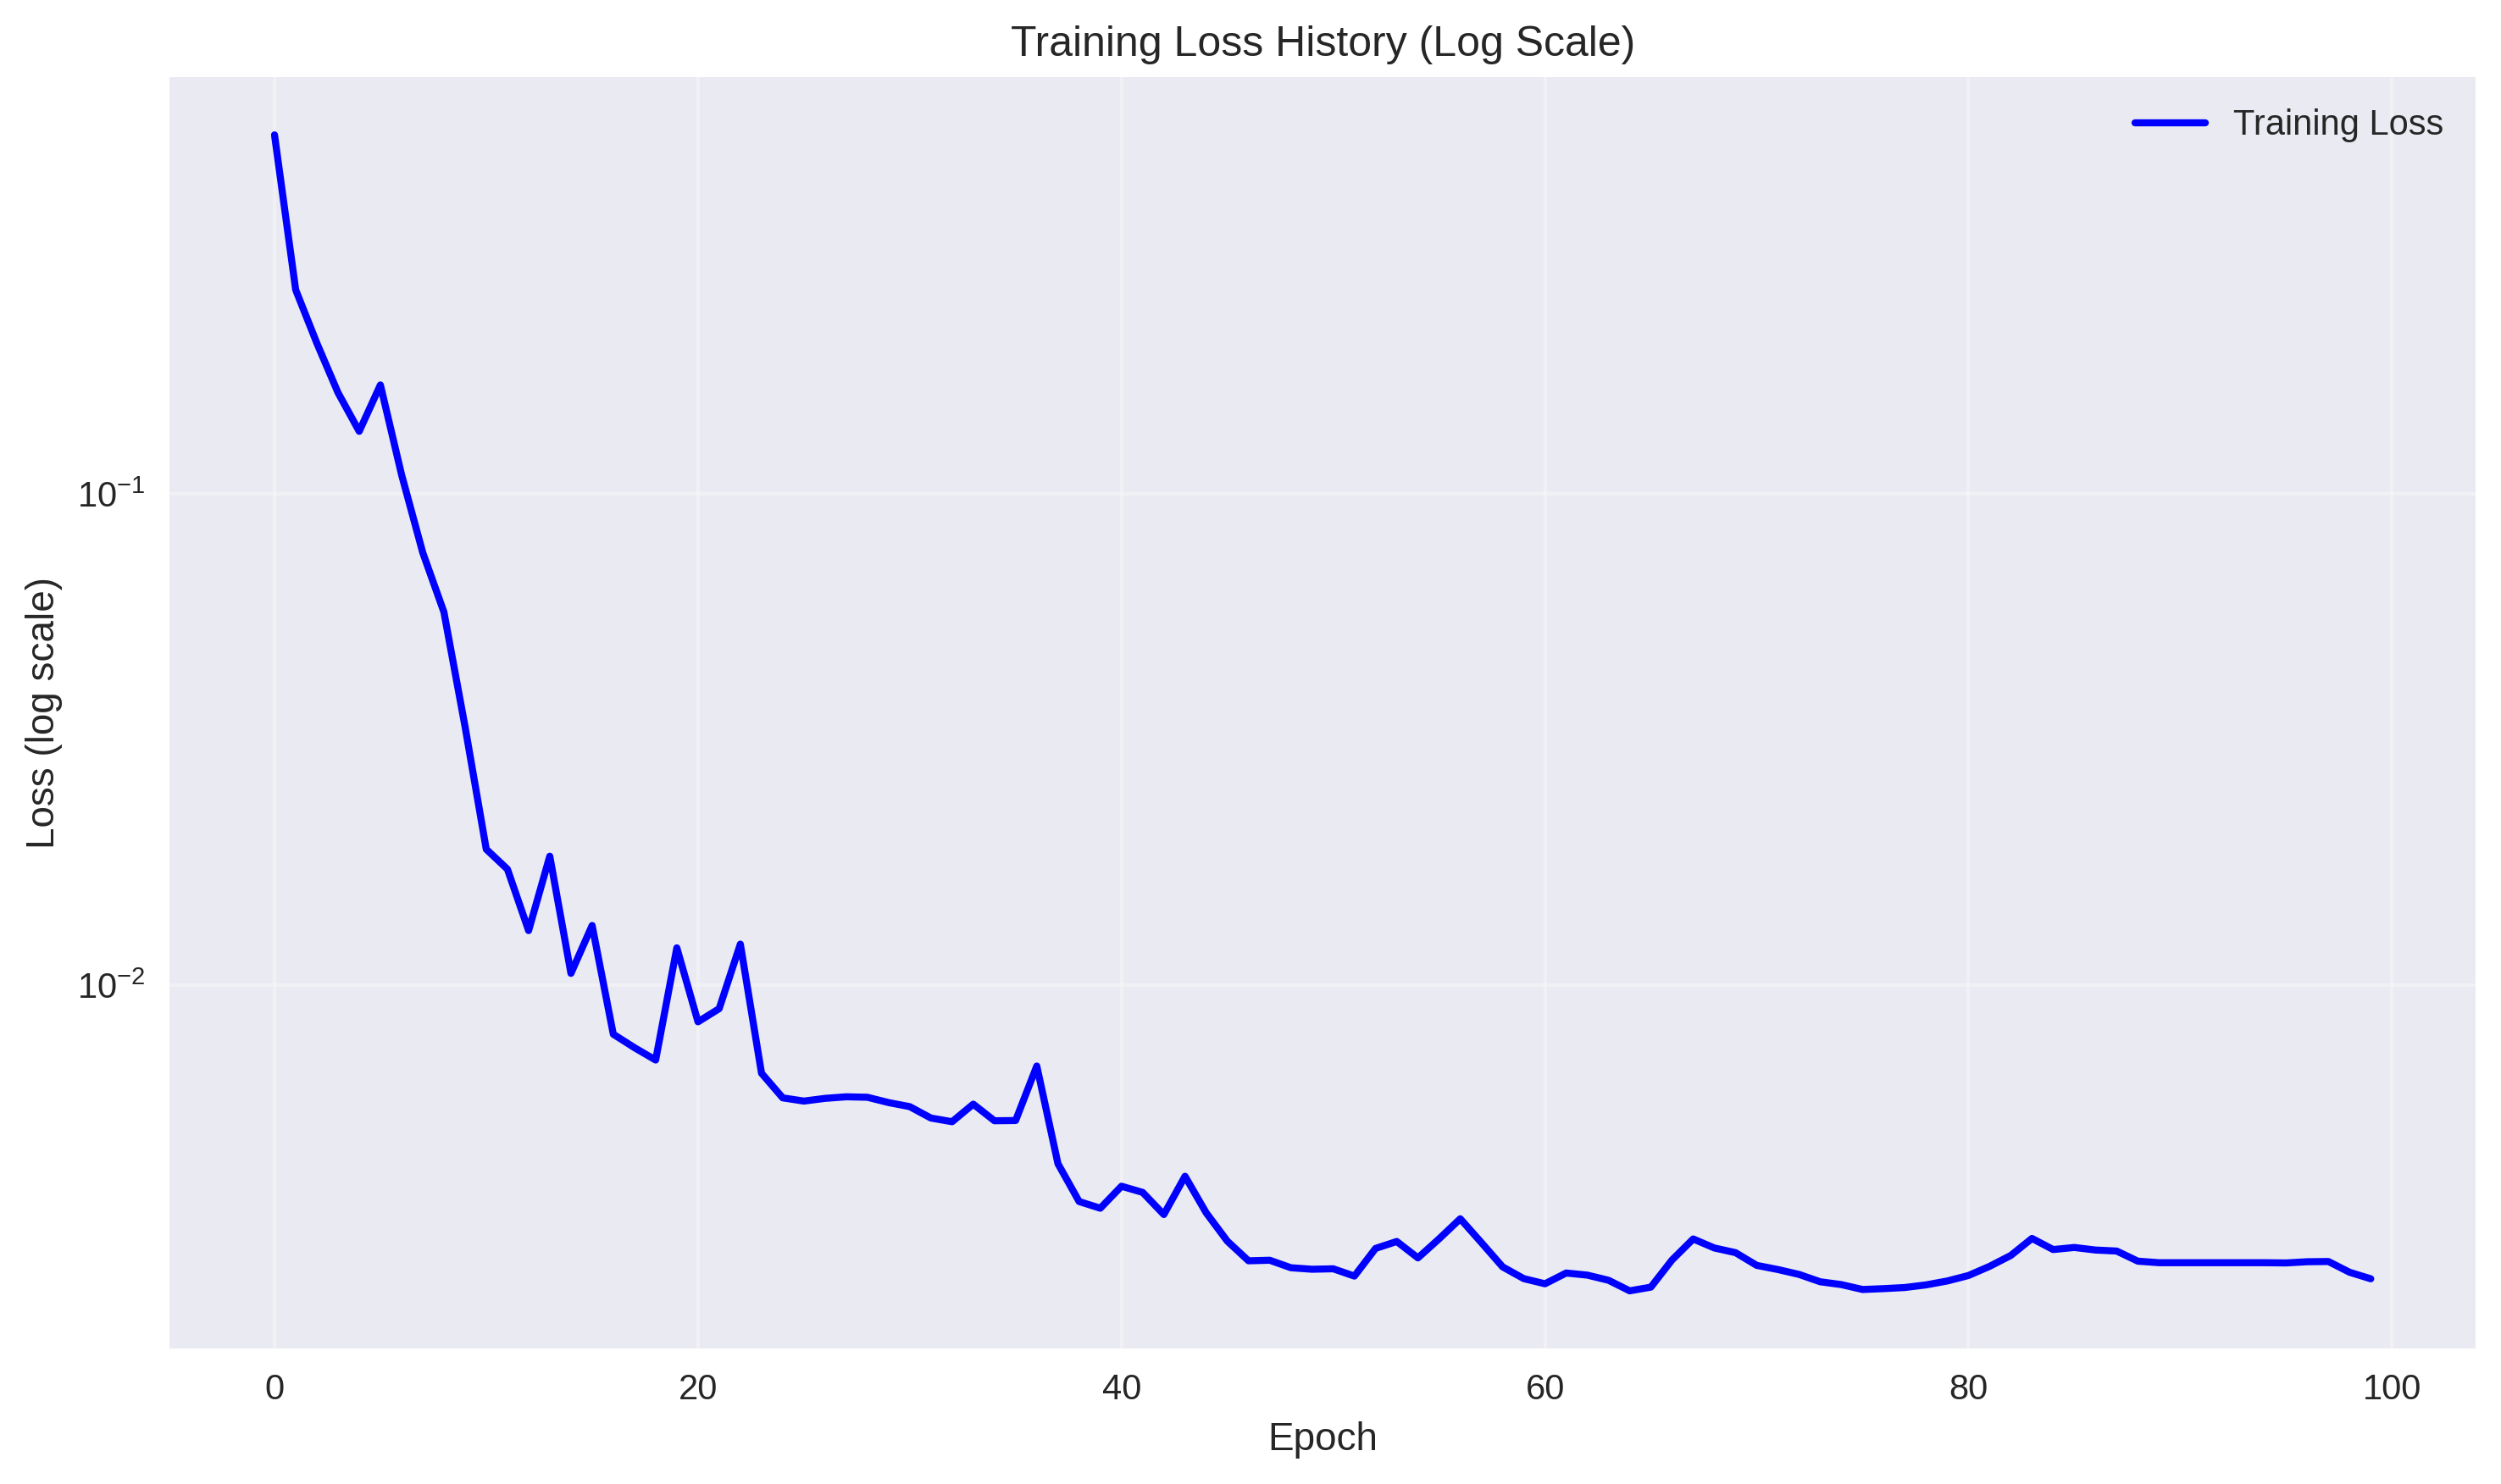 Training Loss History (Log Scale)
Training Loss
10⁻¹
10⁻²
Loss (log scale)
0 20 40 60 80 100
Epoch